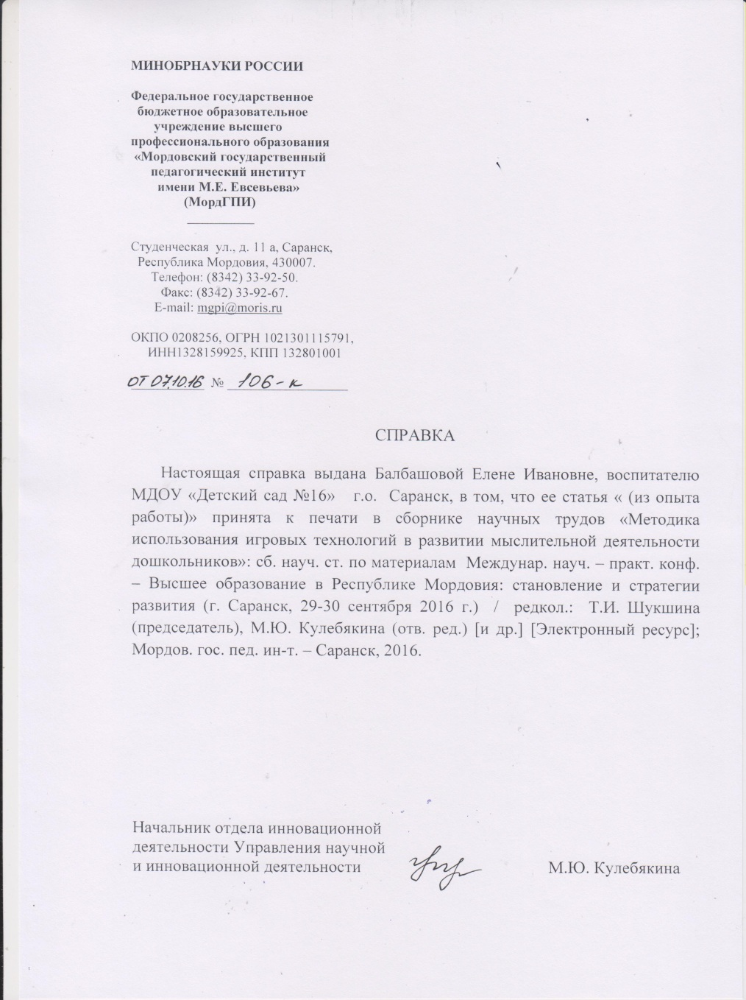 МИНОБРНАУКИ РОССИИ
Федеральное государственное
бюджетное образовательное
учреждение высшего
профессионального образования
«Мордовский государственный
педагогический институт
имени М.Е. Евсевьева»
(МордГПИ)
Студенческая ул., д. 11 а, Саранск,
Республика Мордовия, 430007.
Телефон: (8342) 33-92-50.
Факс: (8342) 33-92-67.
E-mail: mgpi@moris.ru
ОКПО 0208256, ОГРН 1021301115791,
ИНН1328159925, КПП 132801001
от 07.10.16 № 106-к
СПРАВКА
Настоящая справка выдана Балбашовой Елене Ивановне, воспитателю
МДОУ «Детский сад №16» г.о. Саранск, в том, что ее статья « (из опыта
работы)» принята к печати в сборнике научных трудов «Методика
использования игровых технологий в развитии мыслительной деятельности
дошкольников»: сб. науч. ст. по материалам Междунар. науч. – практ. конф.
– Высшее образование в Республике Мордовия: становление и стратегии
развития (г. Саранск, 29-30 сентября 2016 г.) / редкол.: Т.И. Шукшина
(председатель), М.Ю. Кулебякина (отв. ред.) [и др.] [Электронный ресурс];
Мордов. гос. пед. ин-т. – Саранск, 2016.
Начальник отдела инновационной
деятельности Управления научной
и инновационной деятельности М.Ю. Кулебякина